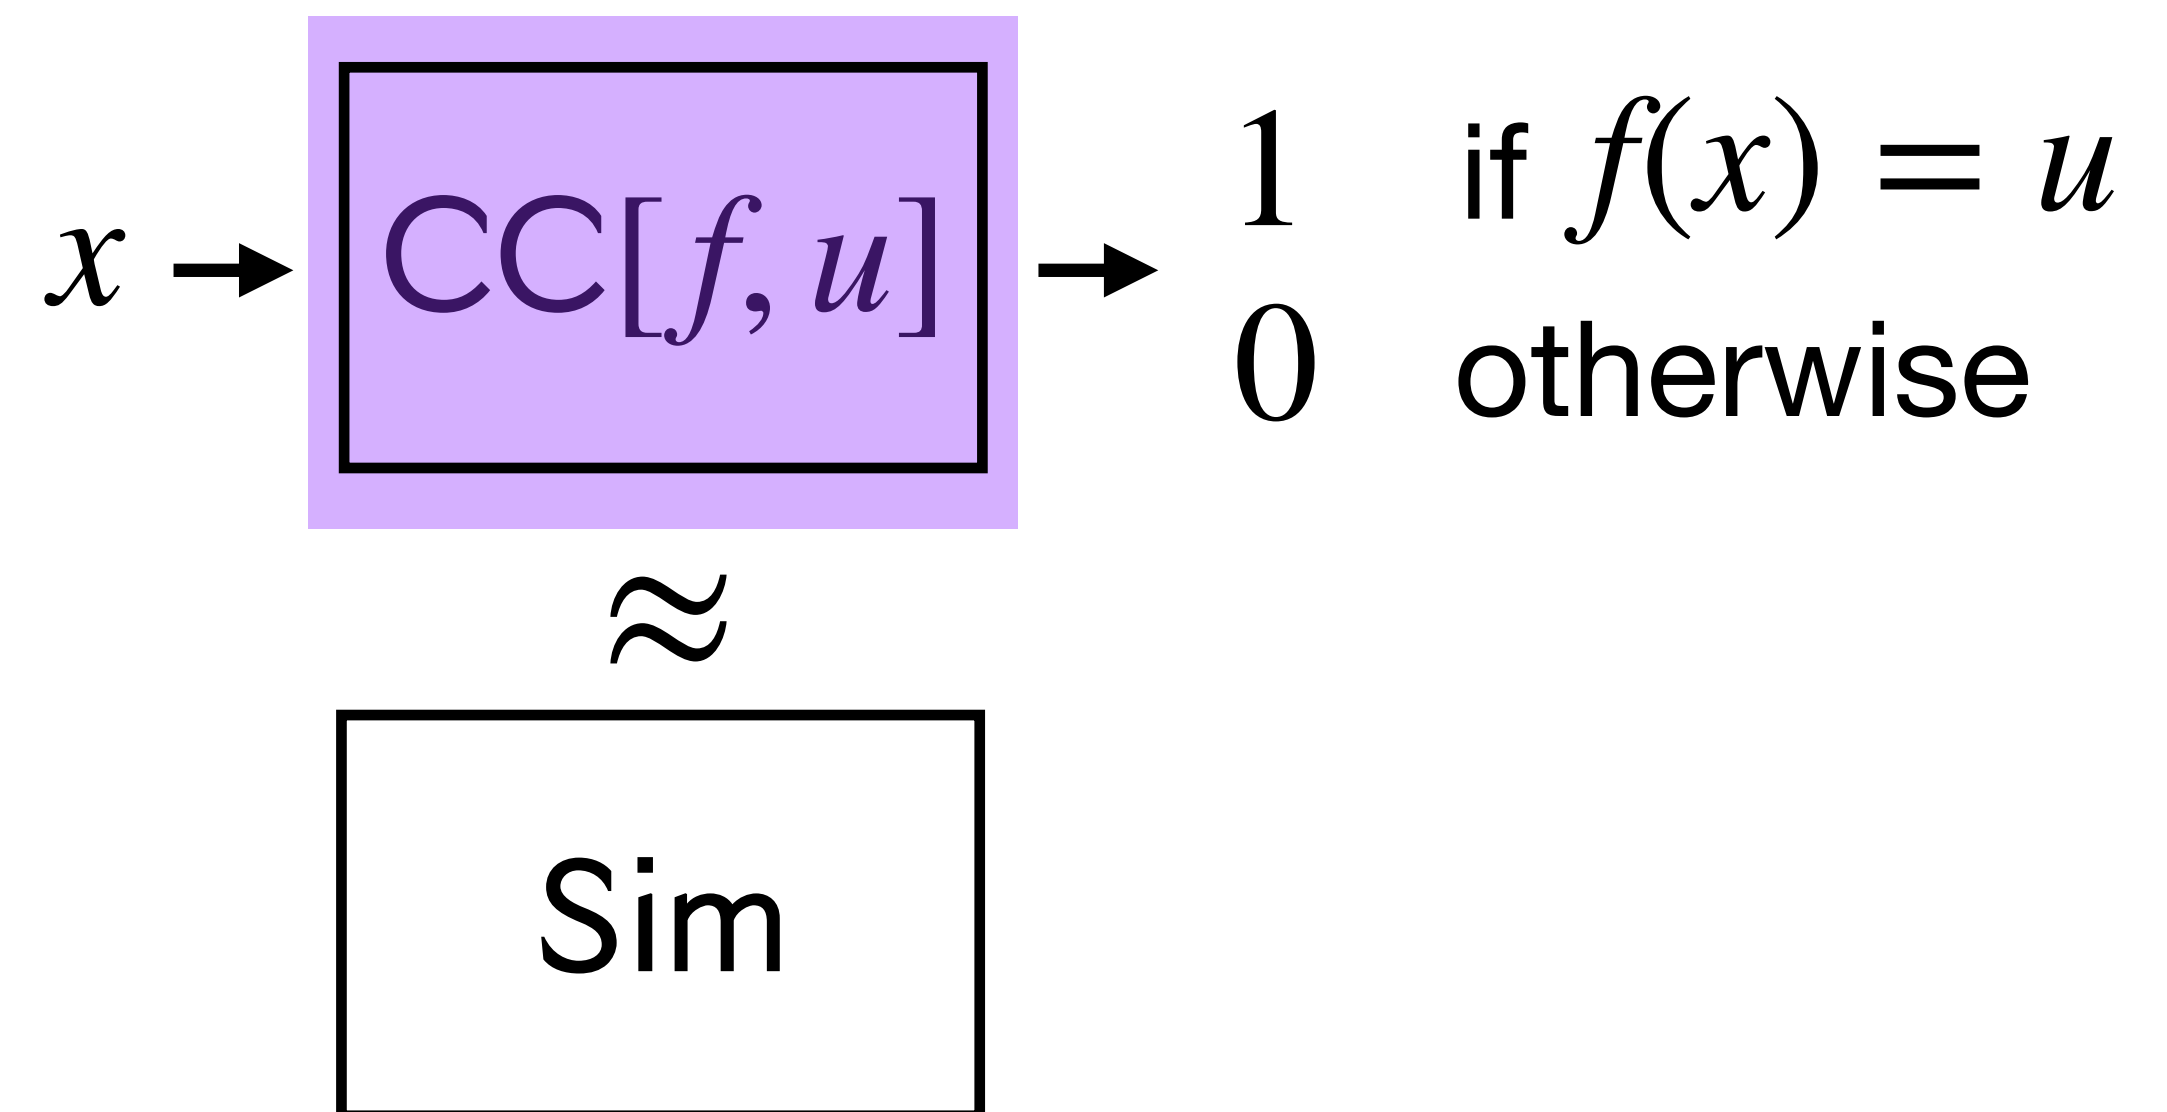 x → CC[f, u] → 1 if f(x) = u
0 otherwise
≈
Sim